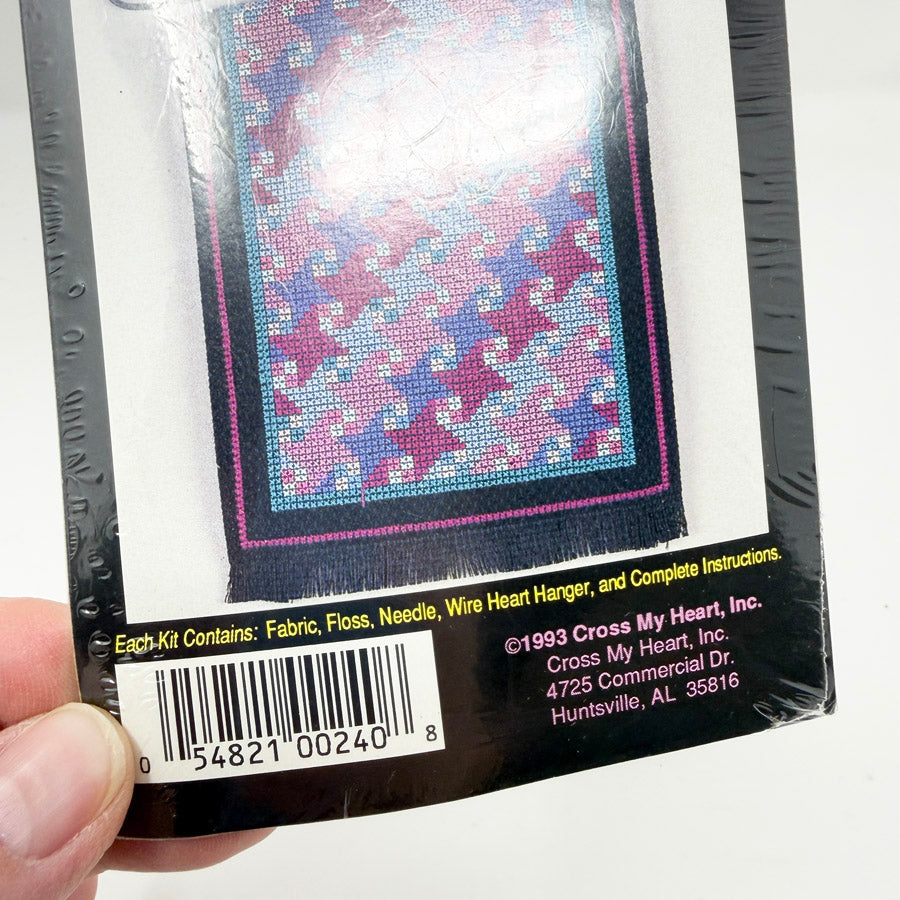 Each Kit Contains: Fabric, Floss, Needle, Wire Heart Hanger, and Complete Instructions.
©1993 Cross My Heart, Inc.
Cross My Heart, Inc.
4725 Commercial Dr.
Huntsville, AL 35816
0 54821 00240 8